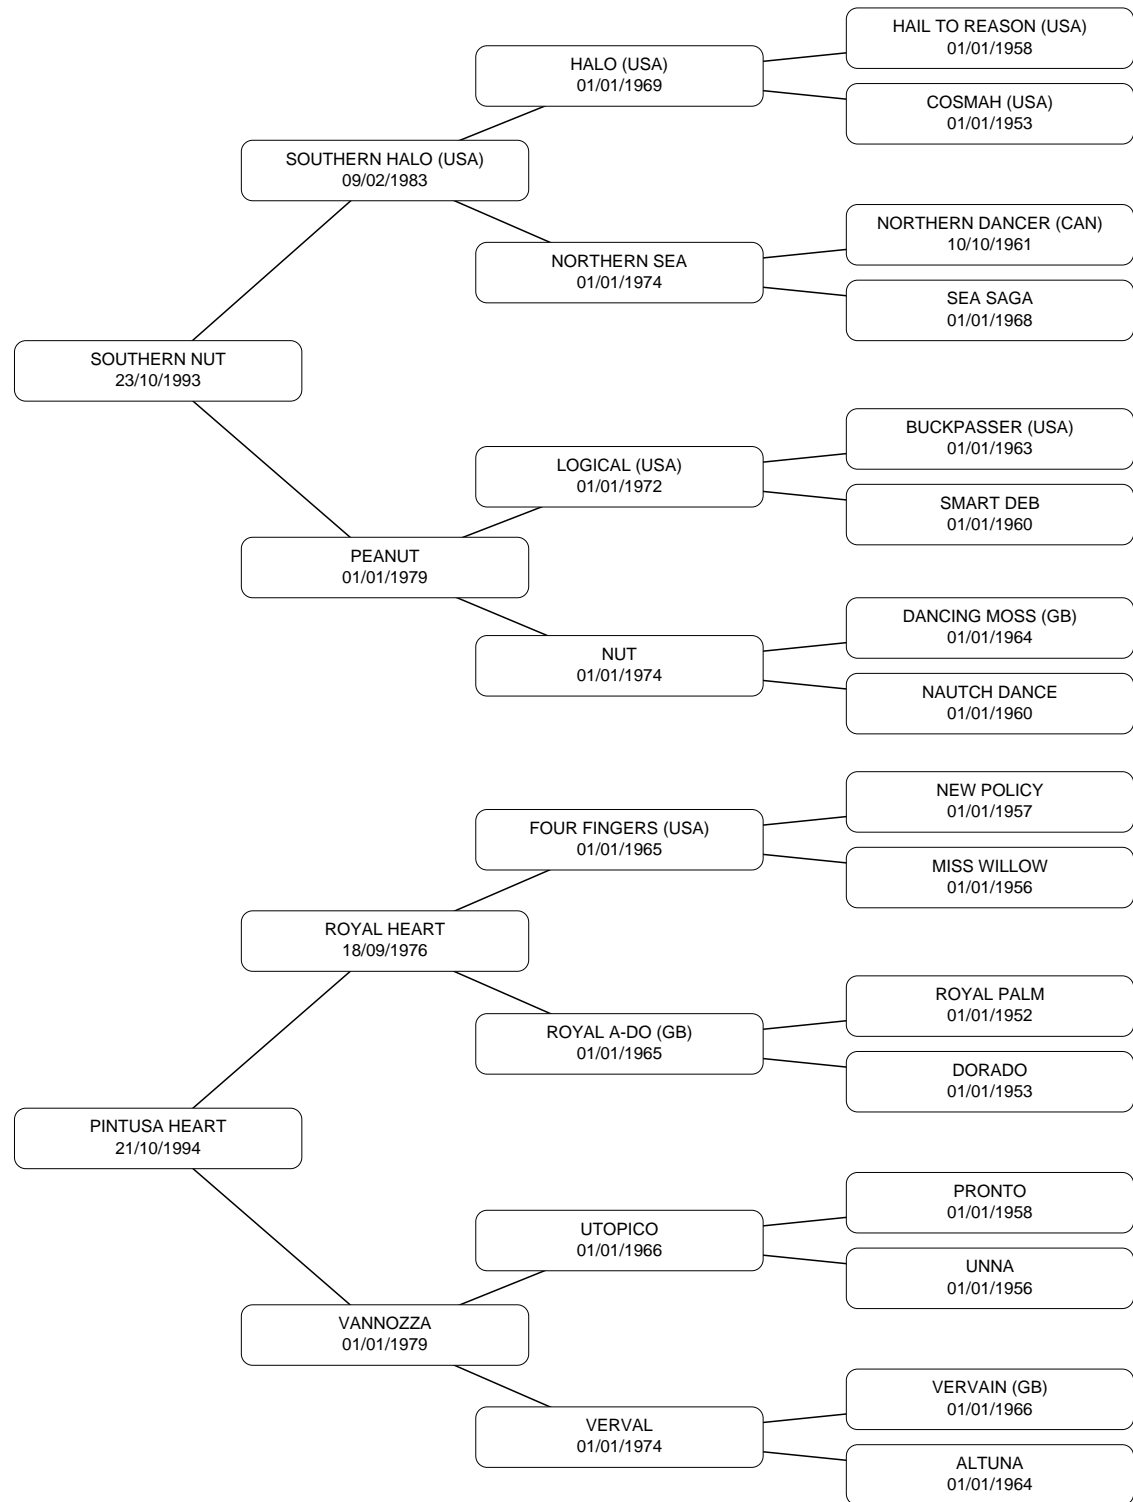 HAIL TO REASON (USA)
01/01/1958
HALO (USA)
01/01/1969
COSMAH (USA)
01/01/1953
SOUTHERN HALO (USA)
09/02/1983
NORTHERN DANCER (CAN)
10/10/1961
NORTHERN SEA
01/01/1974
SEA SAGA
01/01/1968
SOUTHERN NUT
23/10/1993
BUCKPASSER (USA)
01/01/1963
LOGICAL (USA)
01/01/1972
SMART DEB
01/01/1960
PEANUT
01/01/1979
DANCING MOSS (GB)
01/01/1964
NUT
01/01/1974
NAUTCH DANCE
01/01/1960
NEW POLICY
01/01/1957
FOUR FINGERS (USA)
01/01/1965
MISS WILLOW
01/01/1956
ROYAL HEART
18/09/1976
ROYAL PALM
01/01/1952
ROYAL A-DO (GB)
01/01/1965
DORADO
01/01/1953
PINTUSA HEART
21/10/1994
PRONTO
01/01/1958
UTOPICO
01/01/1966
UNNA
01/01/1956
VANNOZZA
01/01/1979
VERVAIN (GB)
01/01/1966
VERVAL
01/01/1974
ALTUNA
01/01/1964